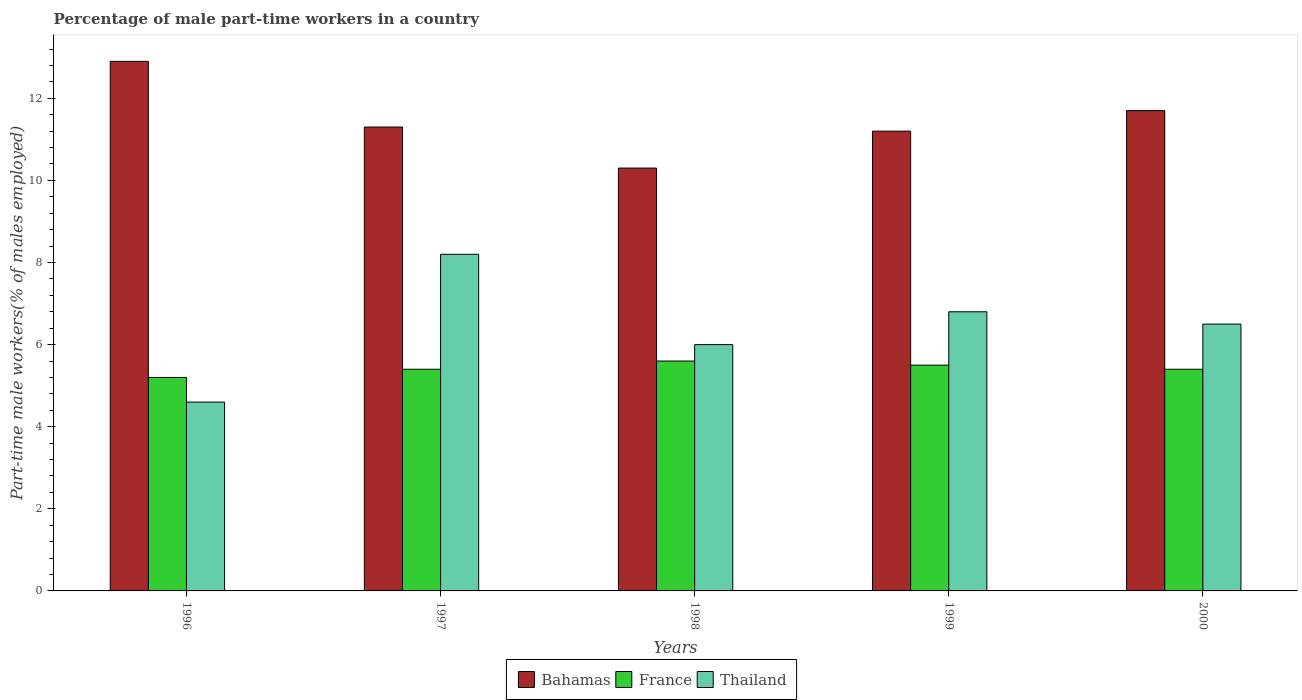 Percentage of male part-time workers in a country
Part-time male workers(% of males employed)
12
10
8
6
4
2
0
1996
1997
1998
1999
2000
Years
Bahamas
France
Thailand